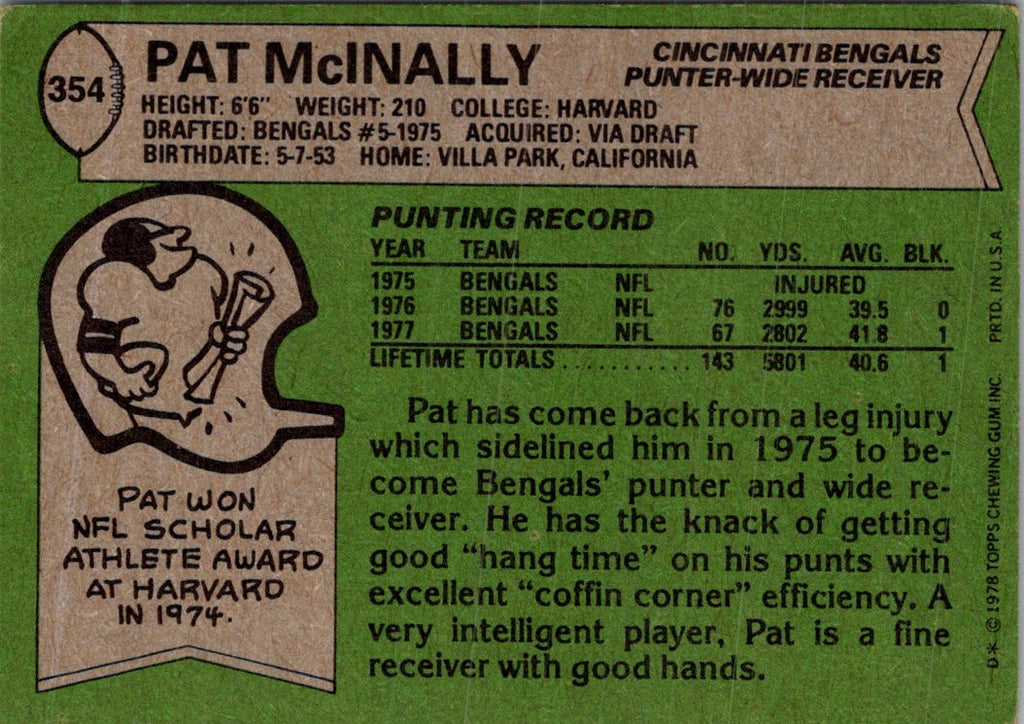 354
PAT McINALLY
CINCINNATI BENGALS
PUNTER-WIDE RECEIVER
HEIGHT: 6'6" WEIGHT: 210 COLLEGE: HARVARD
DRAFTED: BENGALS #5-1975 ACQUIRED: VIA DRAFT
BIRTHDATE: 5-7-53 HOME: VILLA PARK, CALIFORNIA
PUNTING RECORD
YEAR TEAM NO. YDS. AVG. BLK.
1975 BENGALS NFL INJURED
1976 BENGALS NFL 76 2999 39.5 0
1977 BENGALS NFL 67 2802 41.8 1
LIFETIME TOTALS........... 143 5801 40.6 1
PAT WON
NFL SCHOLAR
ATHLETE AWARD
AT HARVARD
IN 1974.
Pat has come back from a leg injury
which sidelined him in 1975 to be-
come Bengals' punter and wide re-
ceiver. He has the knack of getting
good "hang time" on his punts with
excellent "coffin corner" efficiency. A
very intelligent player, Pat is a fine
receiver with good hands.
D* © 1978 TOPPS CHEWING GUM INC. PRTD. IN U.S.A.